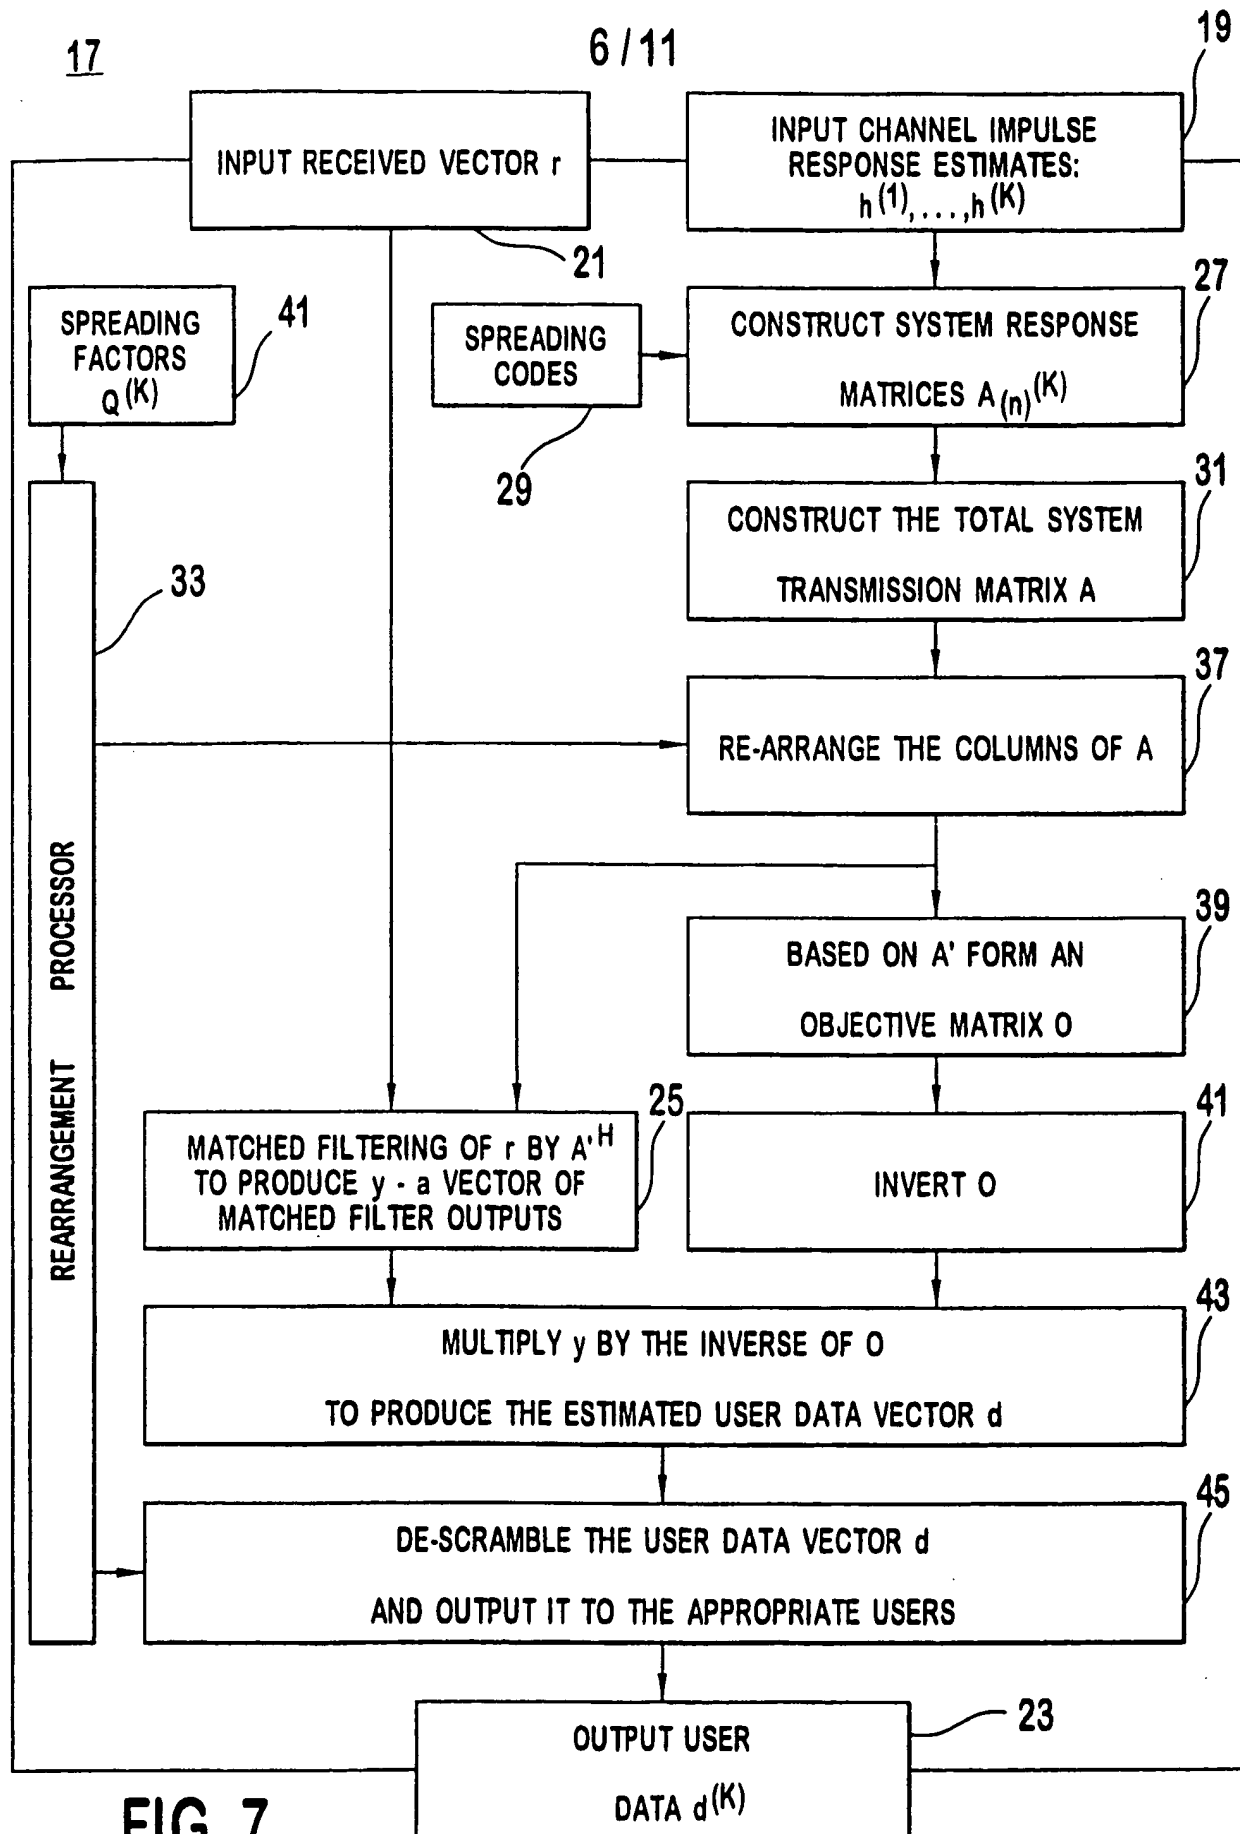 17
6/11
19
INPUT RECEIVED VECTOR r
INPUT CHANNEL IMPULSE
RESPONSE ESTIMATES:
h(1),...,h(K)
21
SPREADING
FACTORS
Q(K)
41
SPREADING
CODES
29
CONSTRUCT SYSTEM RESPONSE
MATRICES A(n)(K)
27
CONSTRUCT THE TOTAL SYSTEM
TRANSMISSION MATRIX A
31
33
RE-ARRANGE THE COLUMNS OF A
37
REARRANGEMENT PROCESSOR
BASED ON A' FORM AN
OBJECTIVE MATRIX O
39
MATCHED FILTERING OF r BY A'H
TO PRODUCE y - a VECTOR OF
MATCHED FILTER OUTPUTS
25
INVERT O
41
MULTIPLY y BY THE INVERSE OF O
TO PRODUCE THE ESTIMATED USER DATA VECTOR d
43
DE-SCRAMBLE THE USER DATA VECTOR d
AND OUTPUT IT TO THE APPROPRIATE USERS
45
OUTPUT USER
DATA d(K)
23
FIG. 7